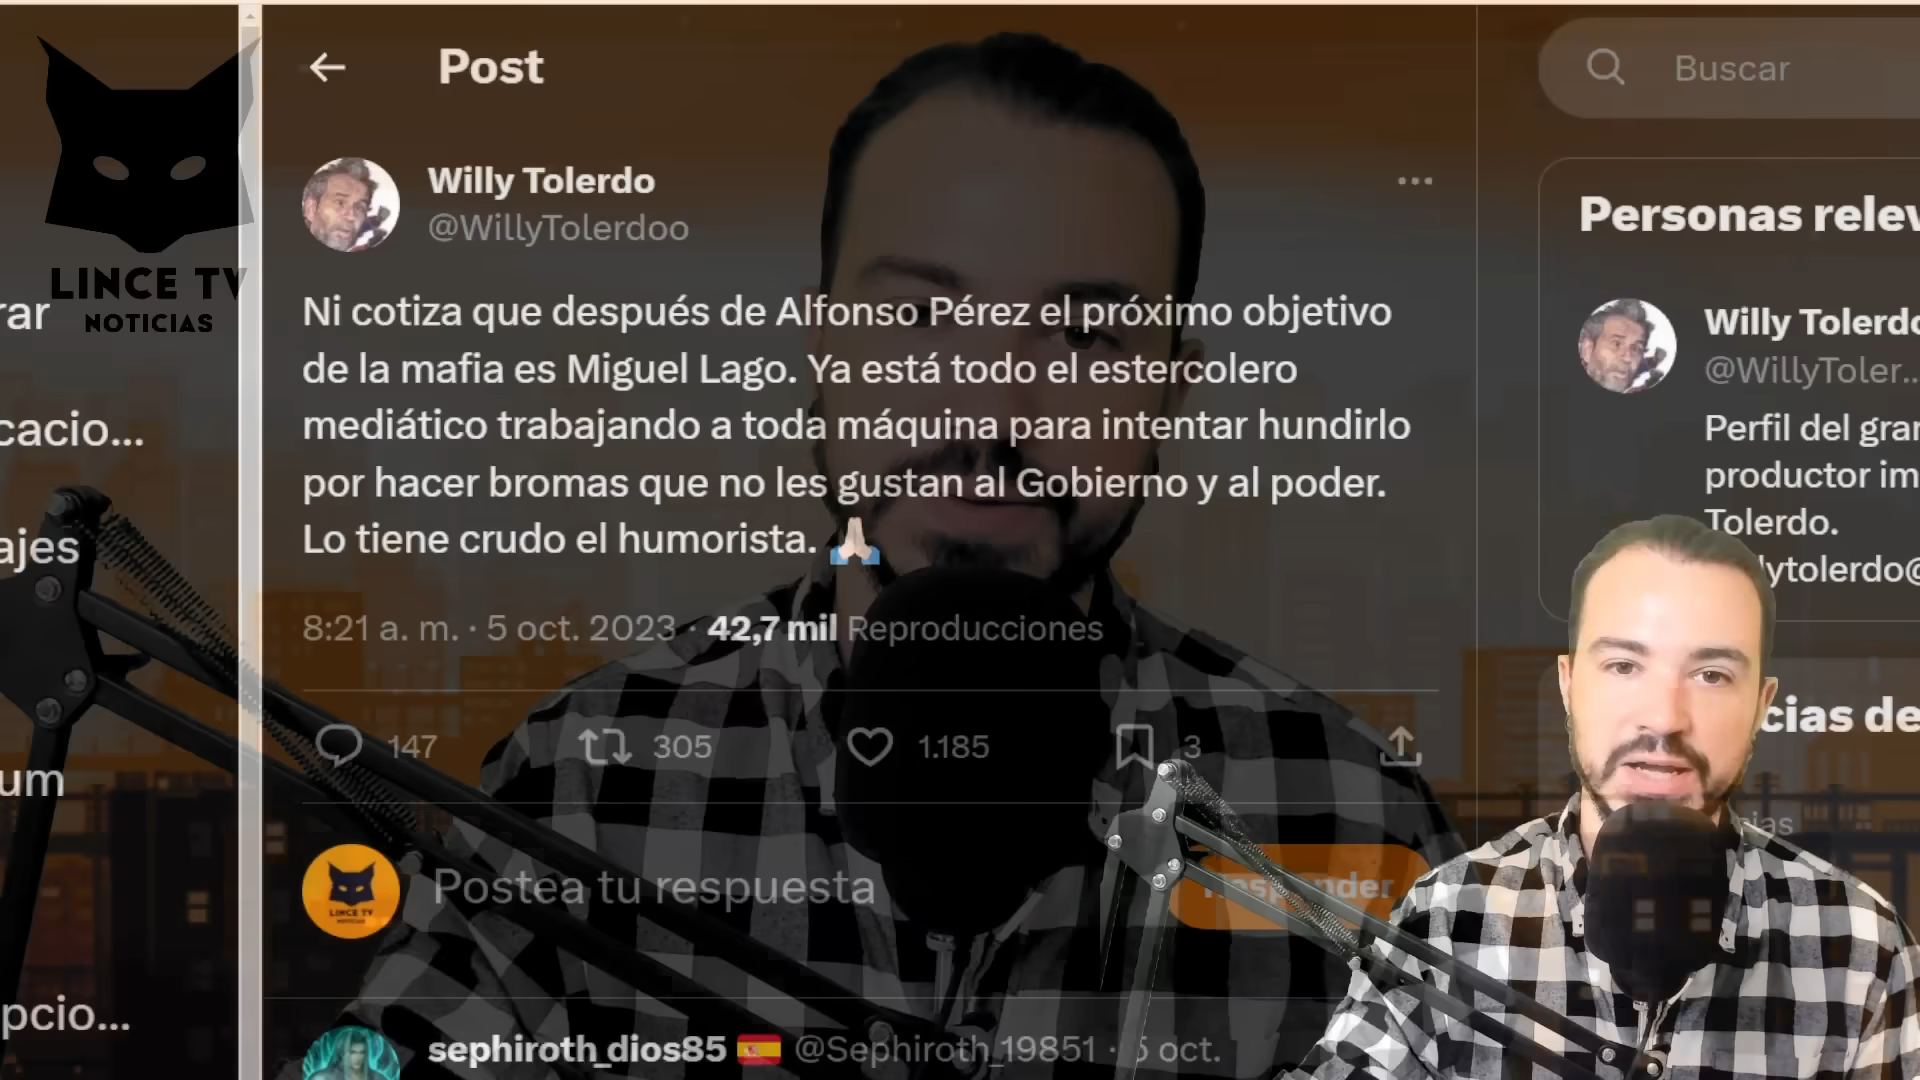 LINCE TV
NOTICIAS
rar
cacio...
ajes
um
pcio...
Post
Willy Tolerdo
@WillyTolerdoo
Ni cotiza que después de Alfonso Pérez el próximo objetivo
de la mafia es Miguel Lago. Ya está todo el estercolero
mediático trabajando a toda máquina para intentar hundirlo
por hacer bromas que no les gustan al Gobierno y al poder.
Lo tiene crudo el humorista. 🙏🏻
8:21 a. m. · 5 oct. 2023 · 42,7 mil Reproducciones
147 305 1.185 3
LINCE TV
Postea tu respuesta
Responder
sephiroth_dios85 🇪🇸 @Sephiroth_19851 · 5 oct.
Buscar
Personas relev
Willy Tolerdo
@WillyToler...
Perfil del gran
productor im
Tolerdo.
lytolerdo@
cias de